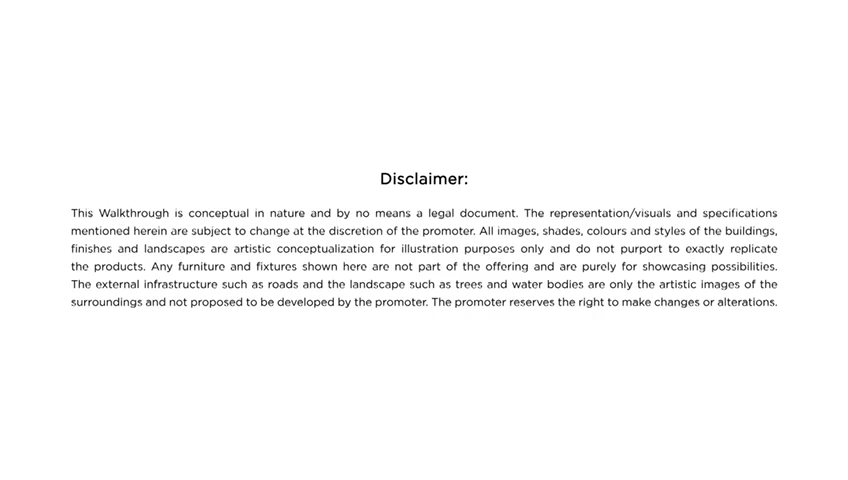 Disclaimer:
This Walkthrough is conceptual in nature and by no means a legal document. The representation/visuals and specifications
mentioned herein are subject to change at the discretion of the promoter. All images, shades, colours and styles of the buildings,
finishes and landscapes are artistic conceptualization for illustration purposes only and do not purport to exactly replicate
the products. Any furniture and fixtures shown here are not part of the offering and are purely for showcasing possibilities.
The external infrastructure such as roads and the landscape such as trees and water bodies are only the artistic images of the
surroundings and not proposed to be developed by the promoter. The promoter reserves the right to make changes or alterations.